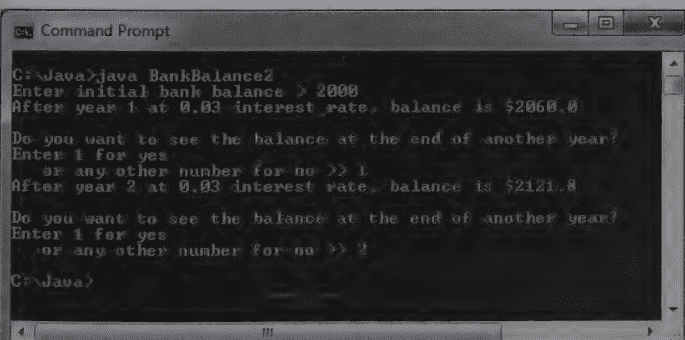 Command Prompt
C:\Java>java BankBalance2
Enter initial bank balance > 2000
After year 1 at 0.03 interest rate, balance is $2060.0
Do you want to see the balance at the end of another year?
Enter 1 for yes
or any other number for no >> 1
After year 2 at 0.03 interest rate, balance is $2121.8
Do you want to see the balance at the end of another year?
Enter 1 for yes
or any other number for no >> 2
C:\Java>